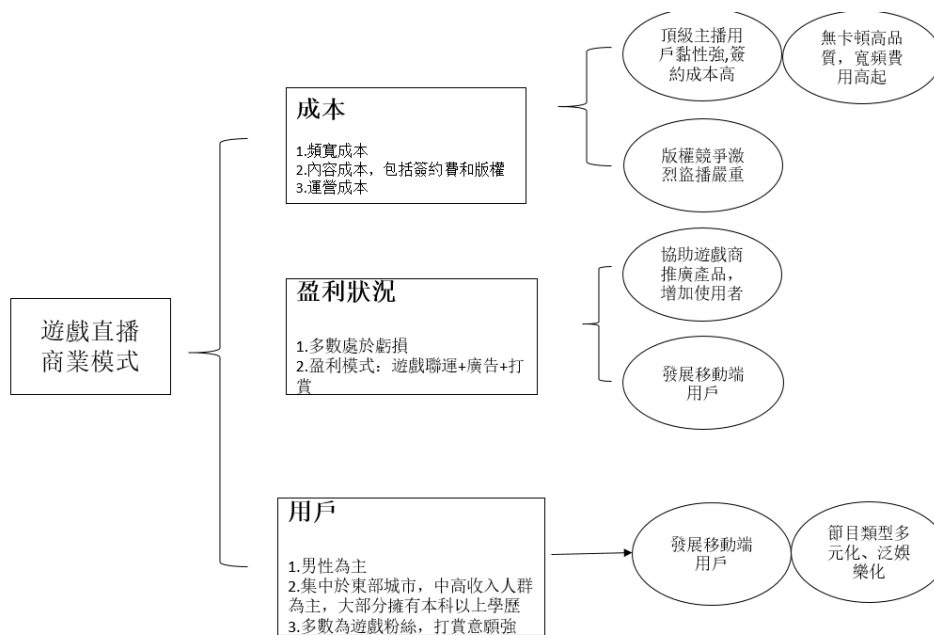 遊戲直播
商業模式
成本
1.頻寬成本
2.內容成本，包括簽約費和版權
3.運營成本
頂級主播用
戶黏性強,簽
約成本高
無卡頓高品
質，寬頻費
用高起
版權競爭激
烈盜播嚴重
盈利狀況
1.多數處於虧損
2.盈利模式：遊戲聯運+廣告+打
賞
協助遊戲商
推廣產品，
增加使用者
發展移動端
用戶
用戶
1.男性為主
2.集中於東部城市，中高收入人群
為主，大部分擁有本科以上學歷
3.多數為遊戲粉絲，打賞意願強
發展移動端
用戶
節目類型多
元化、泛娛
樂化